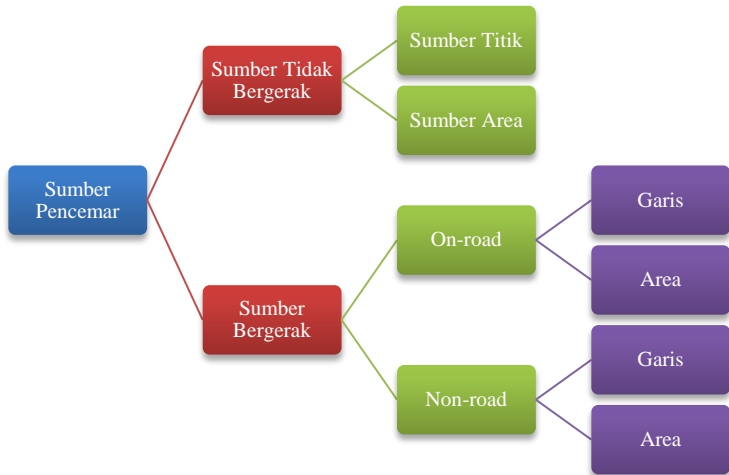 Sumber Titik
Sumber Tidak
Bergerak
Sumber Area
Sumber
Pencemar
Garis
On-road
Area
Sumber
Bergerak
Garis
Non-road
Area